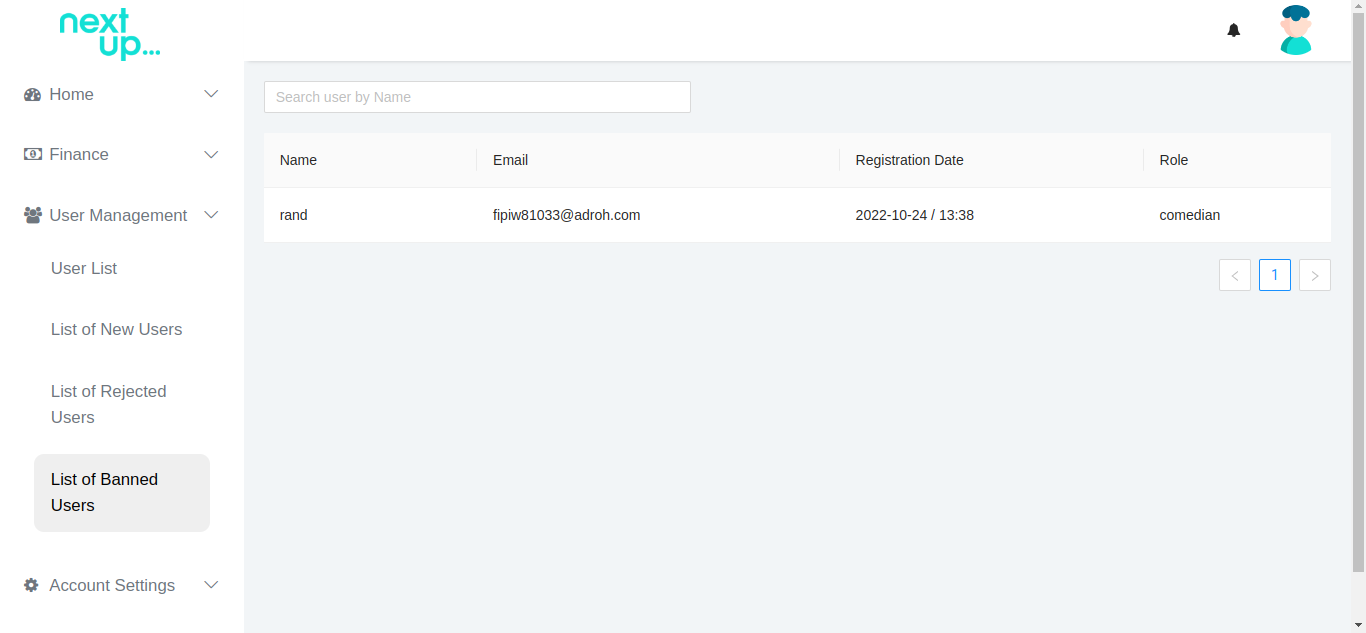 next
up...
Home
Finance
User Management
User List
List of New Users
List of Rejected
Users
List of Banned
Users
Account Settings
Search user by Name
Name Email Registration Date Role
rand fipiw81033@adroh.com 2022-10-24 / 13:38 comedian
< 1 >